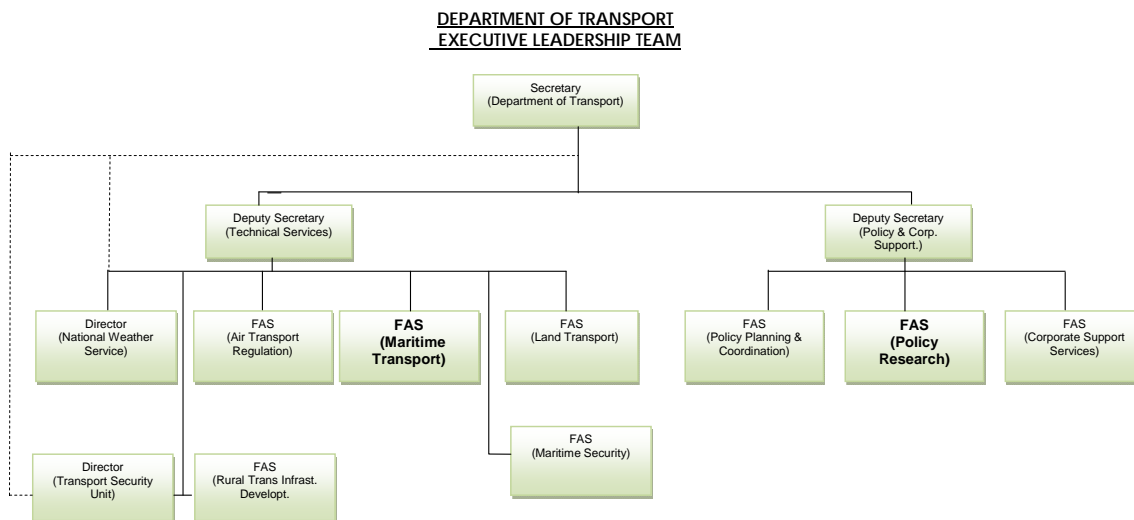 DEPARTMENT OF TRANSPORT
EXECUTIVE LEADERSHIP TEAM
Secretary
(Department of Transport)
Deputy Secretary
(Technical Services)
Deputy Secretary
(Policy & Corp.
Support.)
Director
(National Weather
Service)
FAS
(Air Transport
Regulation)
FAS
(Maritime
Transport)
FAS
(Land Transport)
FAS
(Policy Planning &
Coordination)
FAS
(Policy
Research)
FAS
(Corporate Support
Services)
Director
(Transport Security
Unit)
FAS
(Rural Trans Infrast.
Developt.
FAS
(Maritime Security)